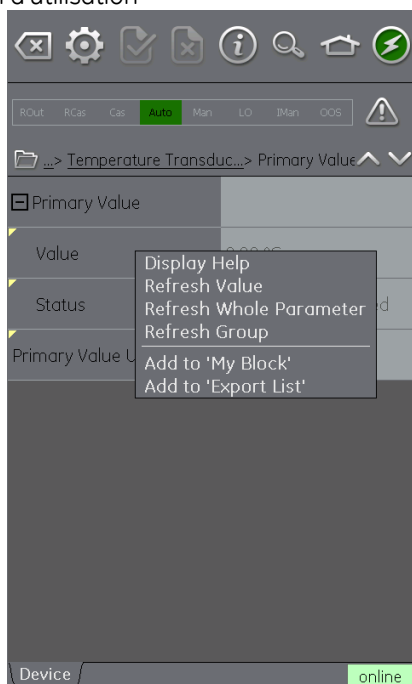 d'utilisation
ROut RCas Cas Auto Man LO IMan OOS
...> Temperature Transduc...> Primary Value
Primary Value
Value
Status
Primary Value U
Display Help
Refresh Value
Refresh Whole Parameter
Refresh Group
Add to 'My Block'
Add to 'Export List'
Device
online